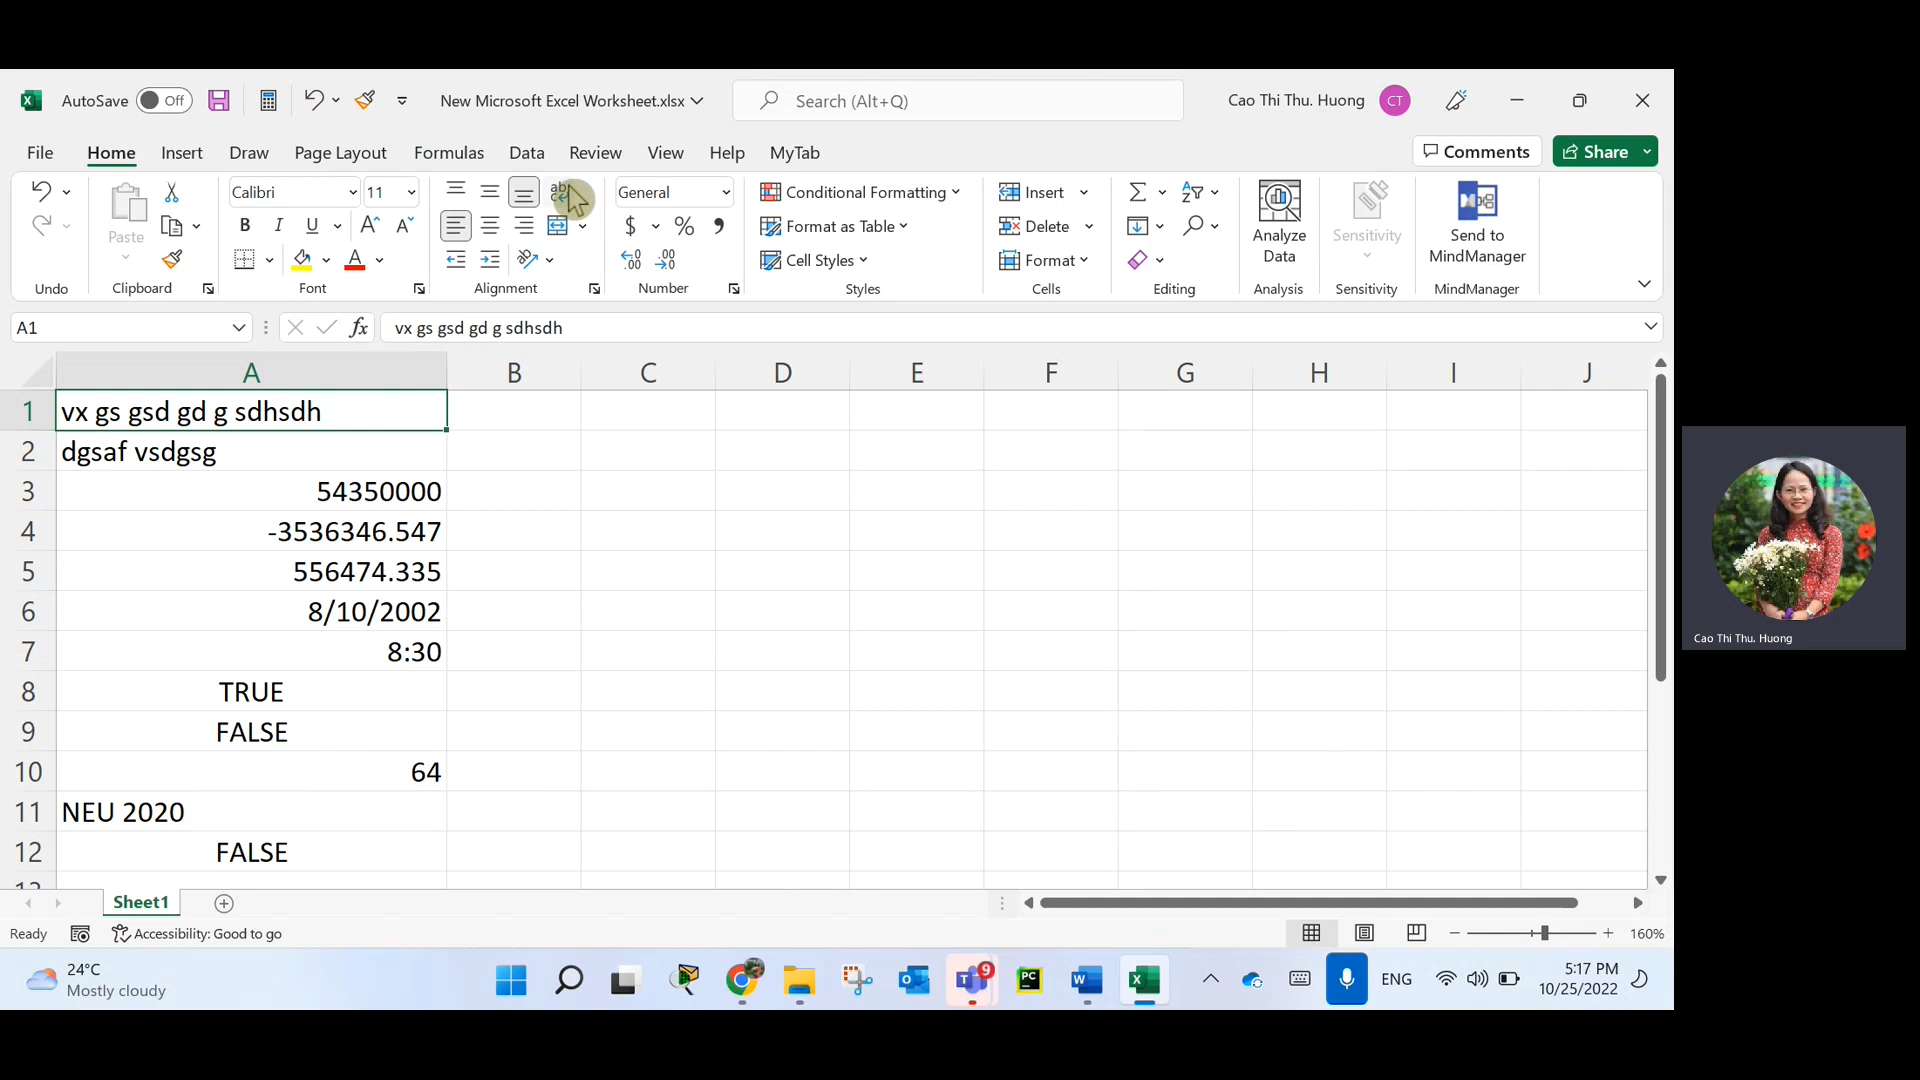 AutoSave Off New Microsoft Excel Worksheet.xlsx Search (Alt+Q) Cao Thi Thu. Huong CT
File Home Insert Draw Page Layout Formulas Data Review View Help MyTab Comments Share
Paste
Calibri 11
B I U A A
A
ab
General
$ % ,
.00
.00
Conditional Formatting
Format as Table
Cell Styles
Insert
Delete
Format
Analyze
Data
Sensitivity
Send to
MindManager
Undo Clipboard Font Alignment Number Styles Cells Editing Analysis Sensitivity MindManager
A1 fx vx gs gsd gd g sdhsdh
A B C D E F G H I J
1 vx gs gsd gd g sdhsdh
2 dgsaf vsdgsg
3 54350000
4 -3536346.547
5 556474.335
6 8/10/2002
7 8:30
8 TRUE
9 FALSE
10 64
11 NEU 2020
12 FALSE
Cao Thi Thu. Huong
Sheet1
Ready Accessibility: Good to go 160%
24°C
Mostly cloudy
9
PC
ENG
5:17 PM
10/25/2022